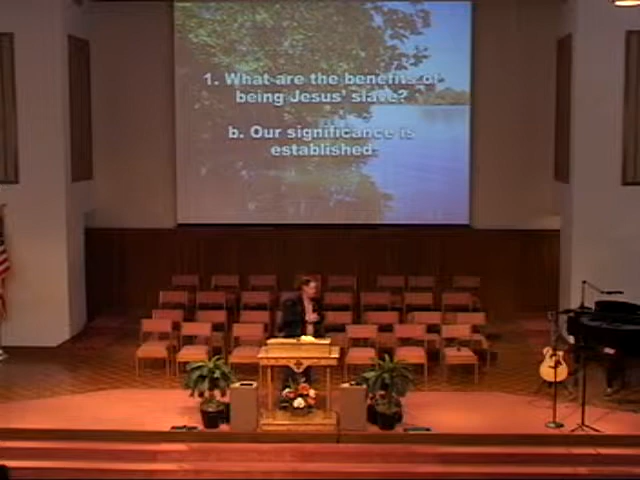 1. What are the benefits of
being Jesus' slave?
b. Our significance is
established